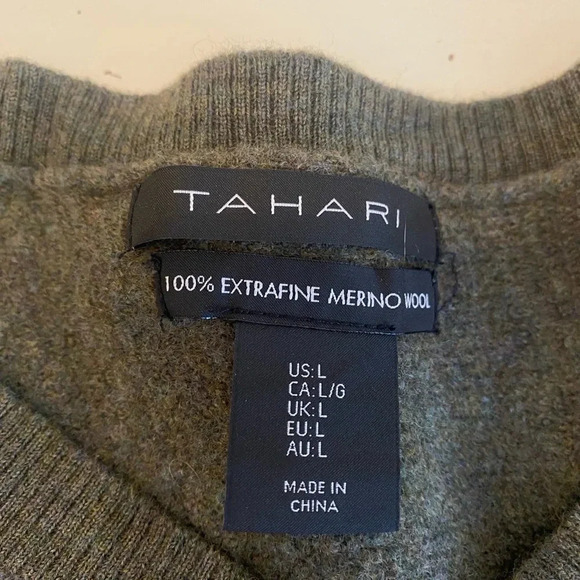 TAHARI
100% EXTRAFINE MERINO WOOL
US:L
CA:L/G
UK:L
EU:L
AU:L
MADE IN
CHINA